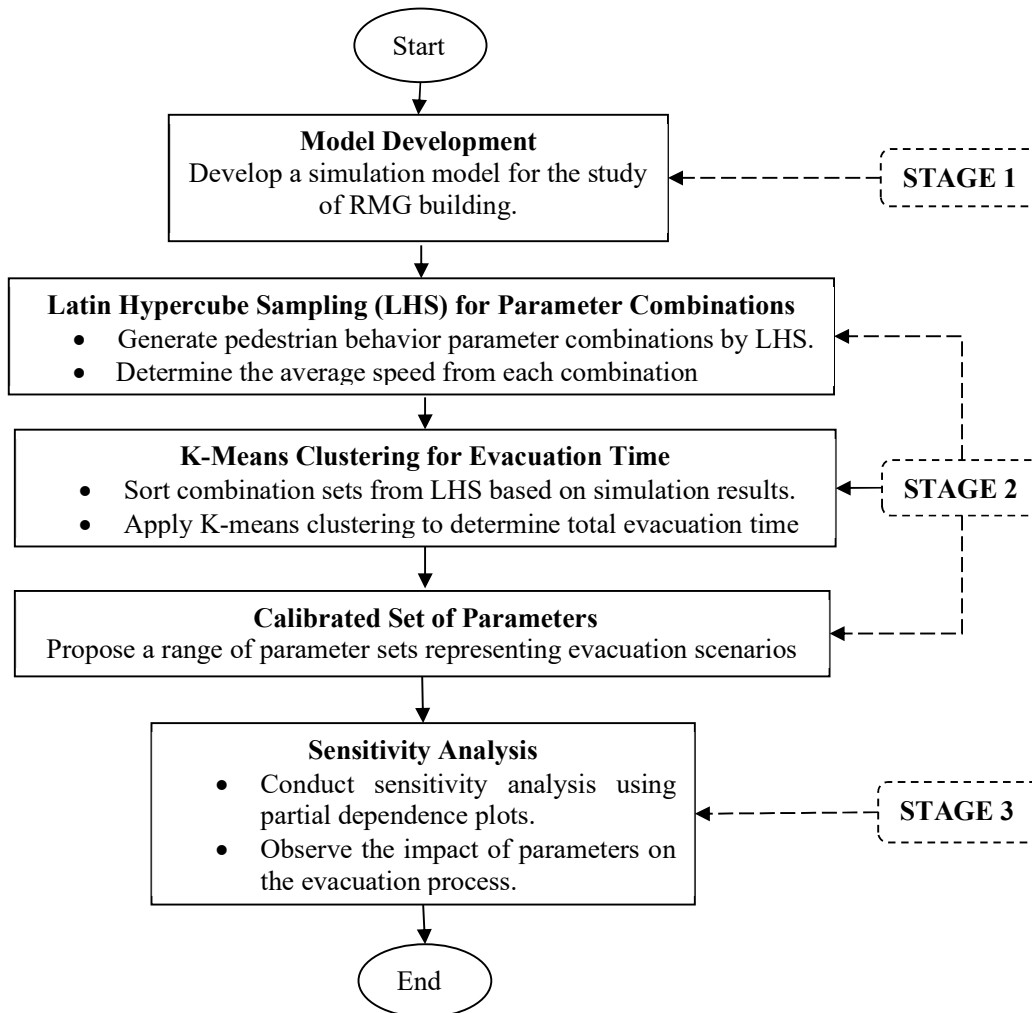 Start
Model Development
Develop a simulation model for the study
of RMG building.
STAGE 1
Latin Hypercube Sampling (LHS) for Parameter Combinations
• Generate pedestrian behavior parameter combinations by LHS.
• Determine the average speed from each combination
K-Means Clustering for Evacuation Time
• Sort combination sets from LHS based on simulation results.
• Apply K-means clustering to determine total evacuation time
STAGE 2
Calibrated Set of Parameters
Propose a range of parameter sets representing evacuation scenarios
Sensitivity Analysis
• Conduct sensitivity analysis using
partial dependence plots.
• Observe the impact of parameters on
the evacuation process.
STAGE 3
End